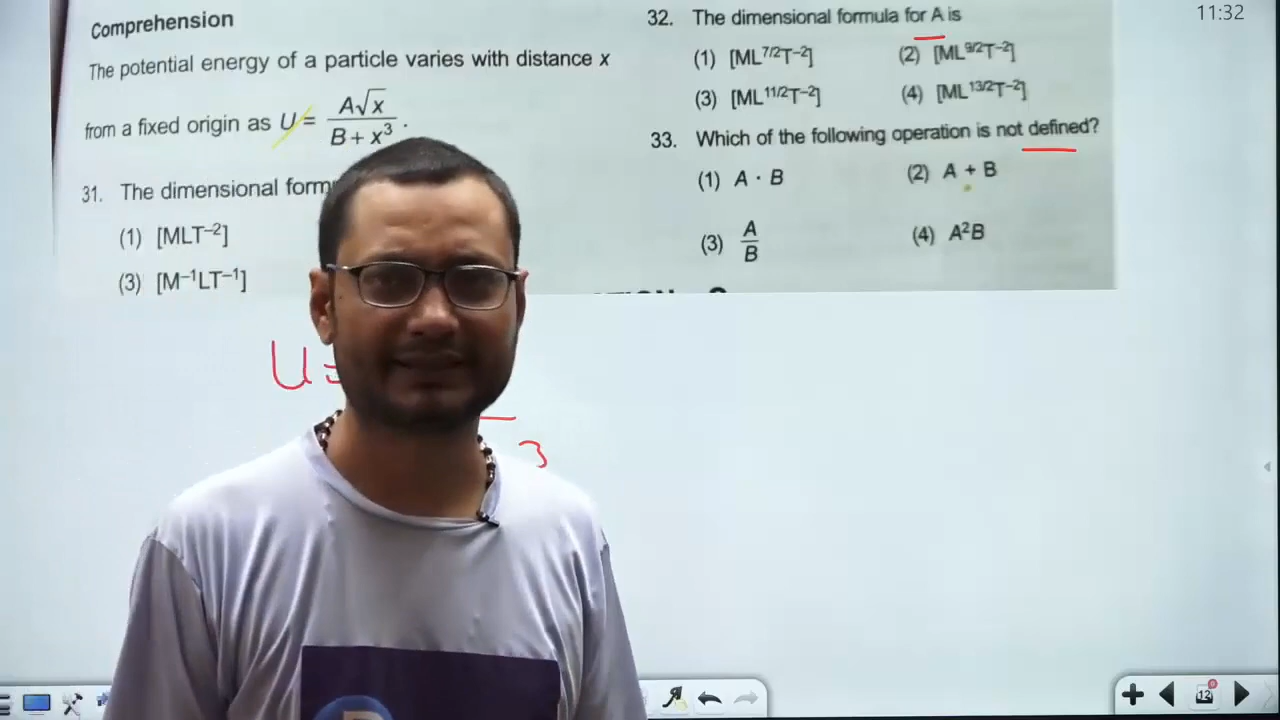 11:32
Comprehension
The potential energy of a particle varies with distance x
from a fixed origin as U = A√x / B + x³ .
31. The dimensional form
(1) [MLT⁻²]
(3) [M⁻¹LT⁻¹]
32. The dimensional formula for A is
(1) [ML^7/2T⁻²] (2) [ML^9/2T⁻²]
(3) [ML^11/2T⁻²] (4) [ML^13/2T⁻²]
33. Which of the following operation is not defined?
(1) A · B (2) A + B
(3) A / B (4) A²B
U =
3
12